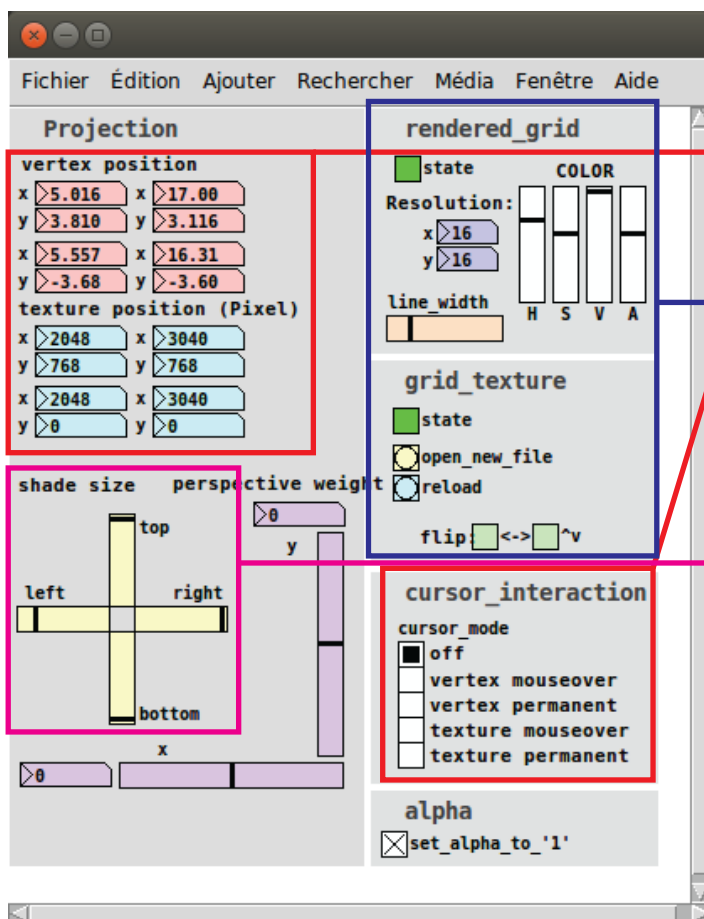 Fichier Édition Ajouter Rechercher Média Fenêtre Aide
Projection
vertex position
x 5.016 x 17.00
y 3.810 y 3.116
x 5.557 x 16.31
y -3.68 y -3.60
texture position (Pixel)
x 2048 x 3040
y 768 y 768
x 2048 x 3040
y 0 y 0
shade size
top
left right
bottom
perspective weight
0
y
x
0
rendered_grid
state
COLOR
Resolution:
x 16
y 16
line_width
H S V A
grid_texture
state
open_new_file
reload
flip: <-> ^v
cursor_interaction
cursor_mode
off
vertex mouseover
vertex permanent
texture mouseover
texture permanent
alpha
set_alpha_to_'1'